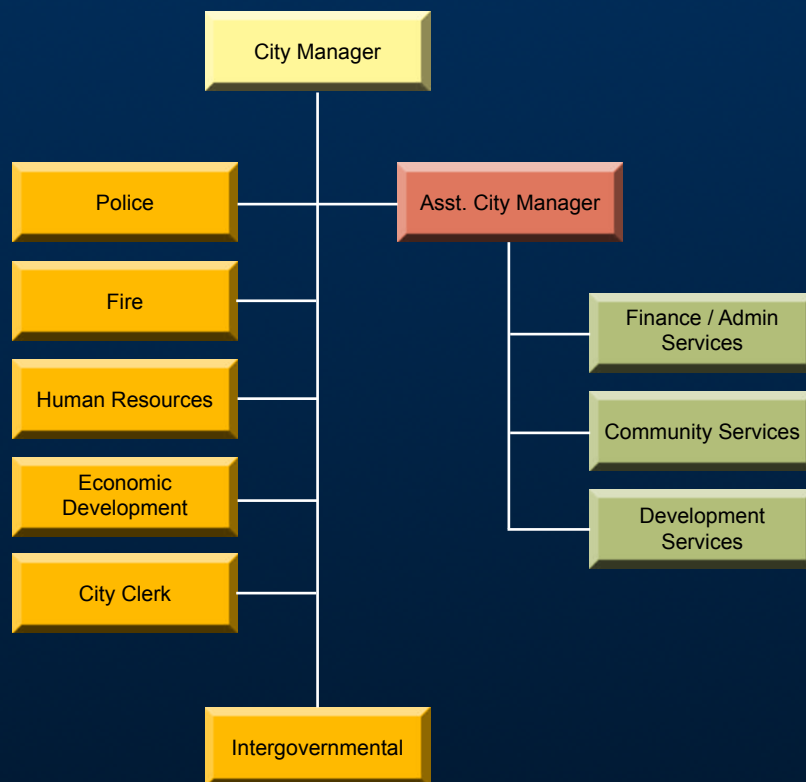 City Manager
Police
Asst. City Manager
Fire
Finance / Admin
Services
Human Resources
Community Services
Economic
Development
Development
Services
City Clerk
Intergovernmental